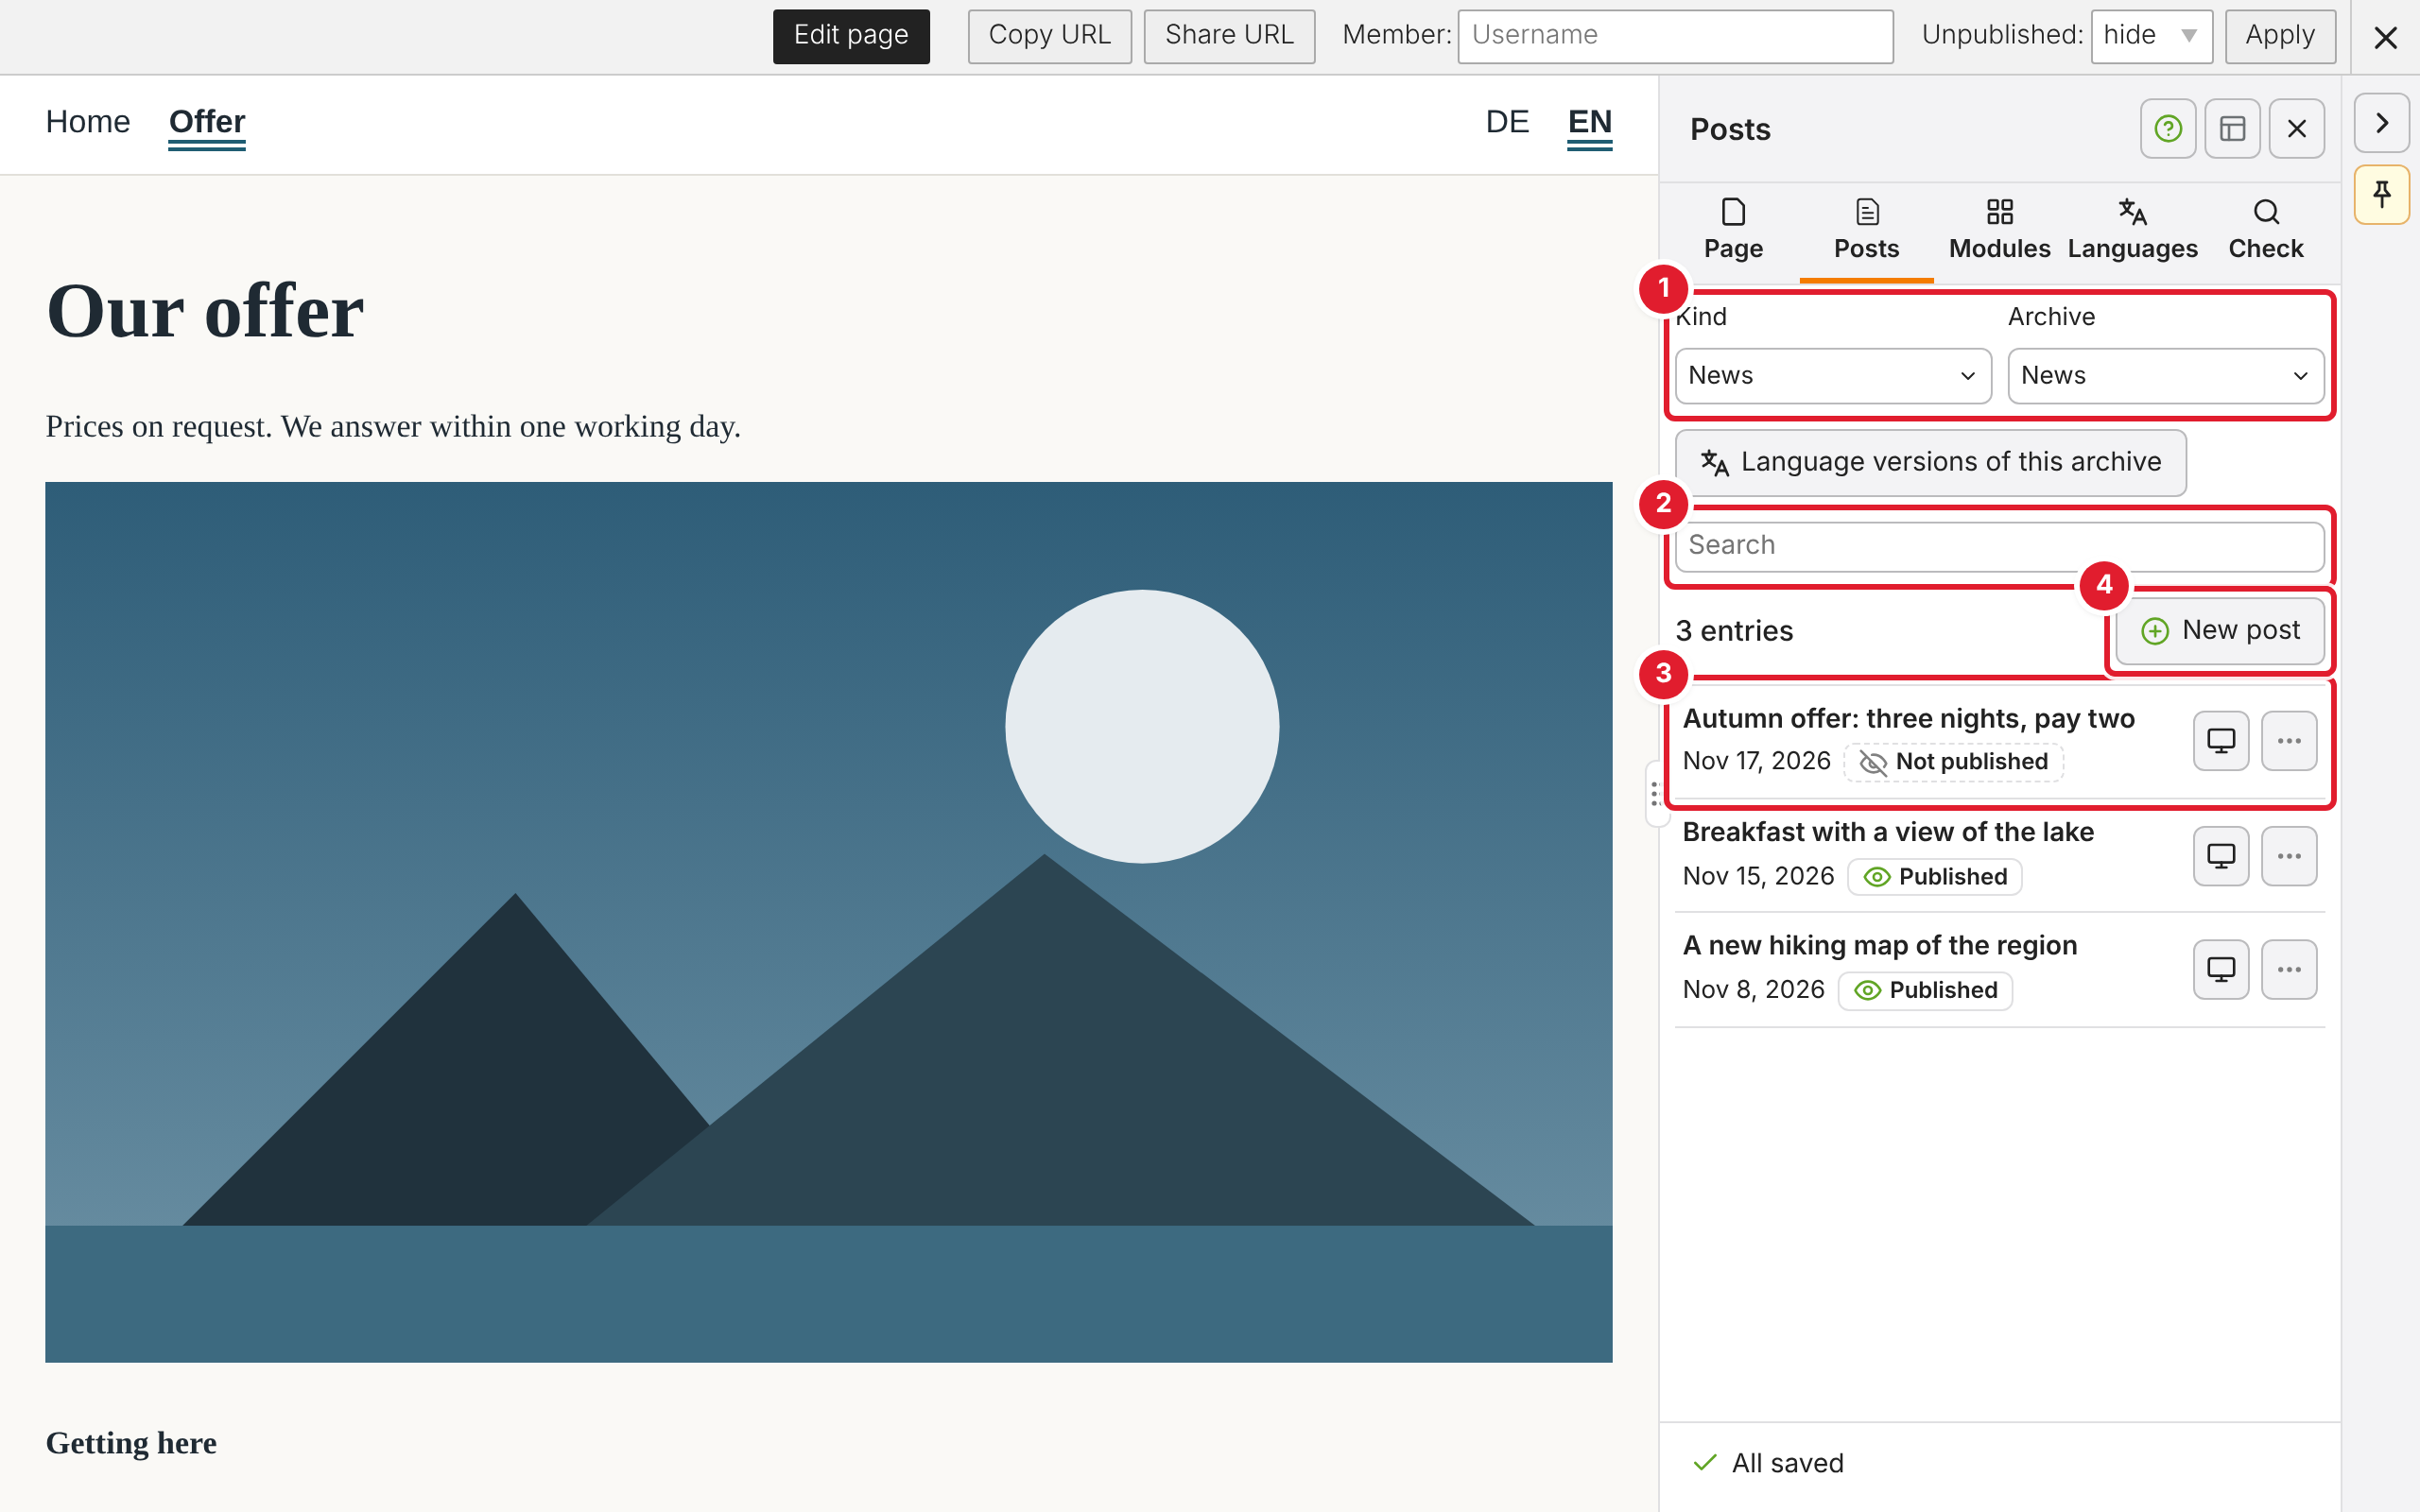 Edit page Copy URL Share URL Member: Username Unpublished: hide Apply
Home Offer DE EN
Our offer
Prices on request. We answer within one working day.
Getting here
Posts
Page Posts Modules Languages Check
1
Kind Archive
News News
Language versions of this archive
2
Search
4
3 entries New post
3
Autumn offer: three nights, pay two
Nov 17, 2026 Not published
Breakfast with a view of the lake
Nov 15, 2026 Published
A new hiking map of the region
Nov 8, 2026 Published
All saved